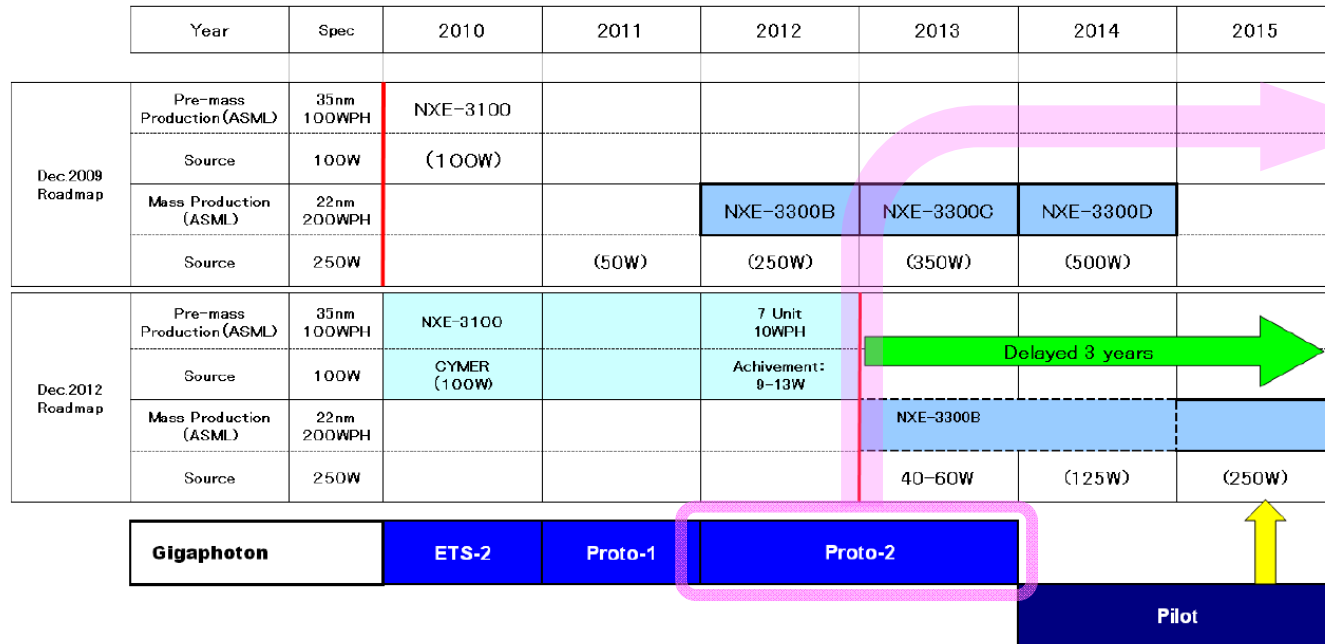 Year Spec 2010 2011 2012 2013 2014 2015
Dec.2009
Roadmap
Pre-mass
Production(ASML)
35nm
100WPH
NXE-3100
Source 100W (100W)
Mass Production
(ASML)
22nm
200WPH
NXE-3300B NXE-3300C NXE-3300D
Source 250W (50W) (250W) (350W) (500W)
Dec.2012
Roadmap
Pre-mass
Production(ASML)
35nm
100WPH
NXE-3100
7 Unit
10WPH
Delayed 3 years
Source 100W
CYMER
(100W)
Achivement:
9-13W
Mass Production
(ASML)
22nm
200WPH
NXE-3300B
Source 250W 40-60W (125W) (250W)
Gigaphoton ETS-2 Proto-1 Proto-2
Pilot